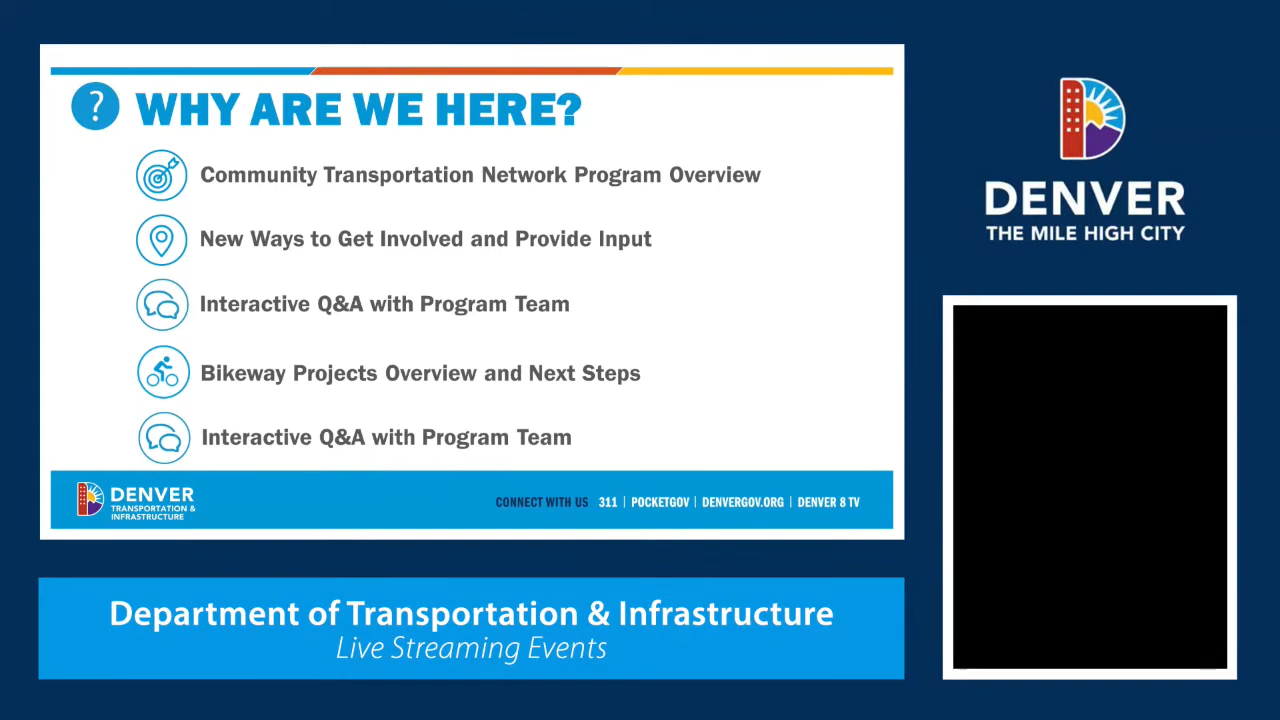 ? WHY ARE WE HERE?
Community Transportation Network Program Overview
New Ways to Get Involved and Provide Input
Interactive Q&A with Program Team
Bikeway Projects Overview and Next Steps
Interactive Q&A with Program Team
DENVER
TRANSPORTATION &
INFRASTRUCTURE
CONNECT WITH US 311 | POCKETGOV | DENVERGOV.ORG | DENVER 8 TV
Department of Transportation & Infrastructure
Live Streaming Events
DENVER
THE MILE HIGH CITY